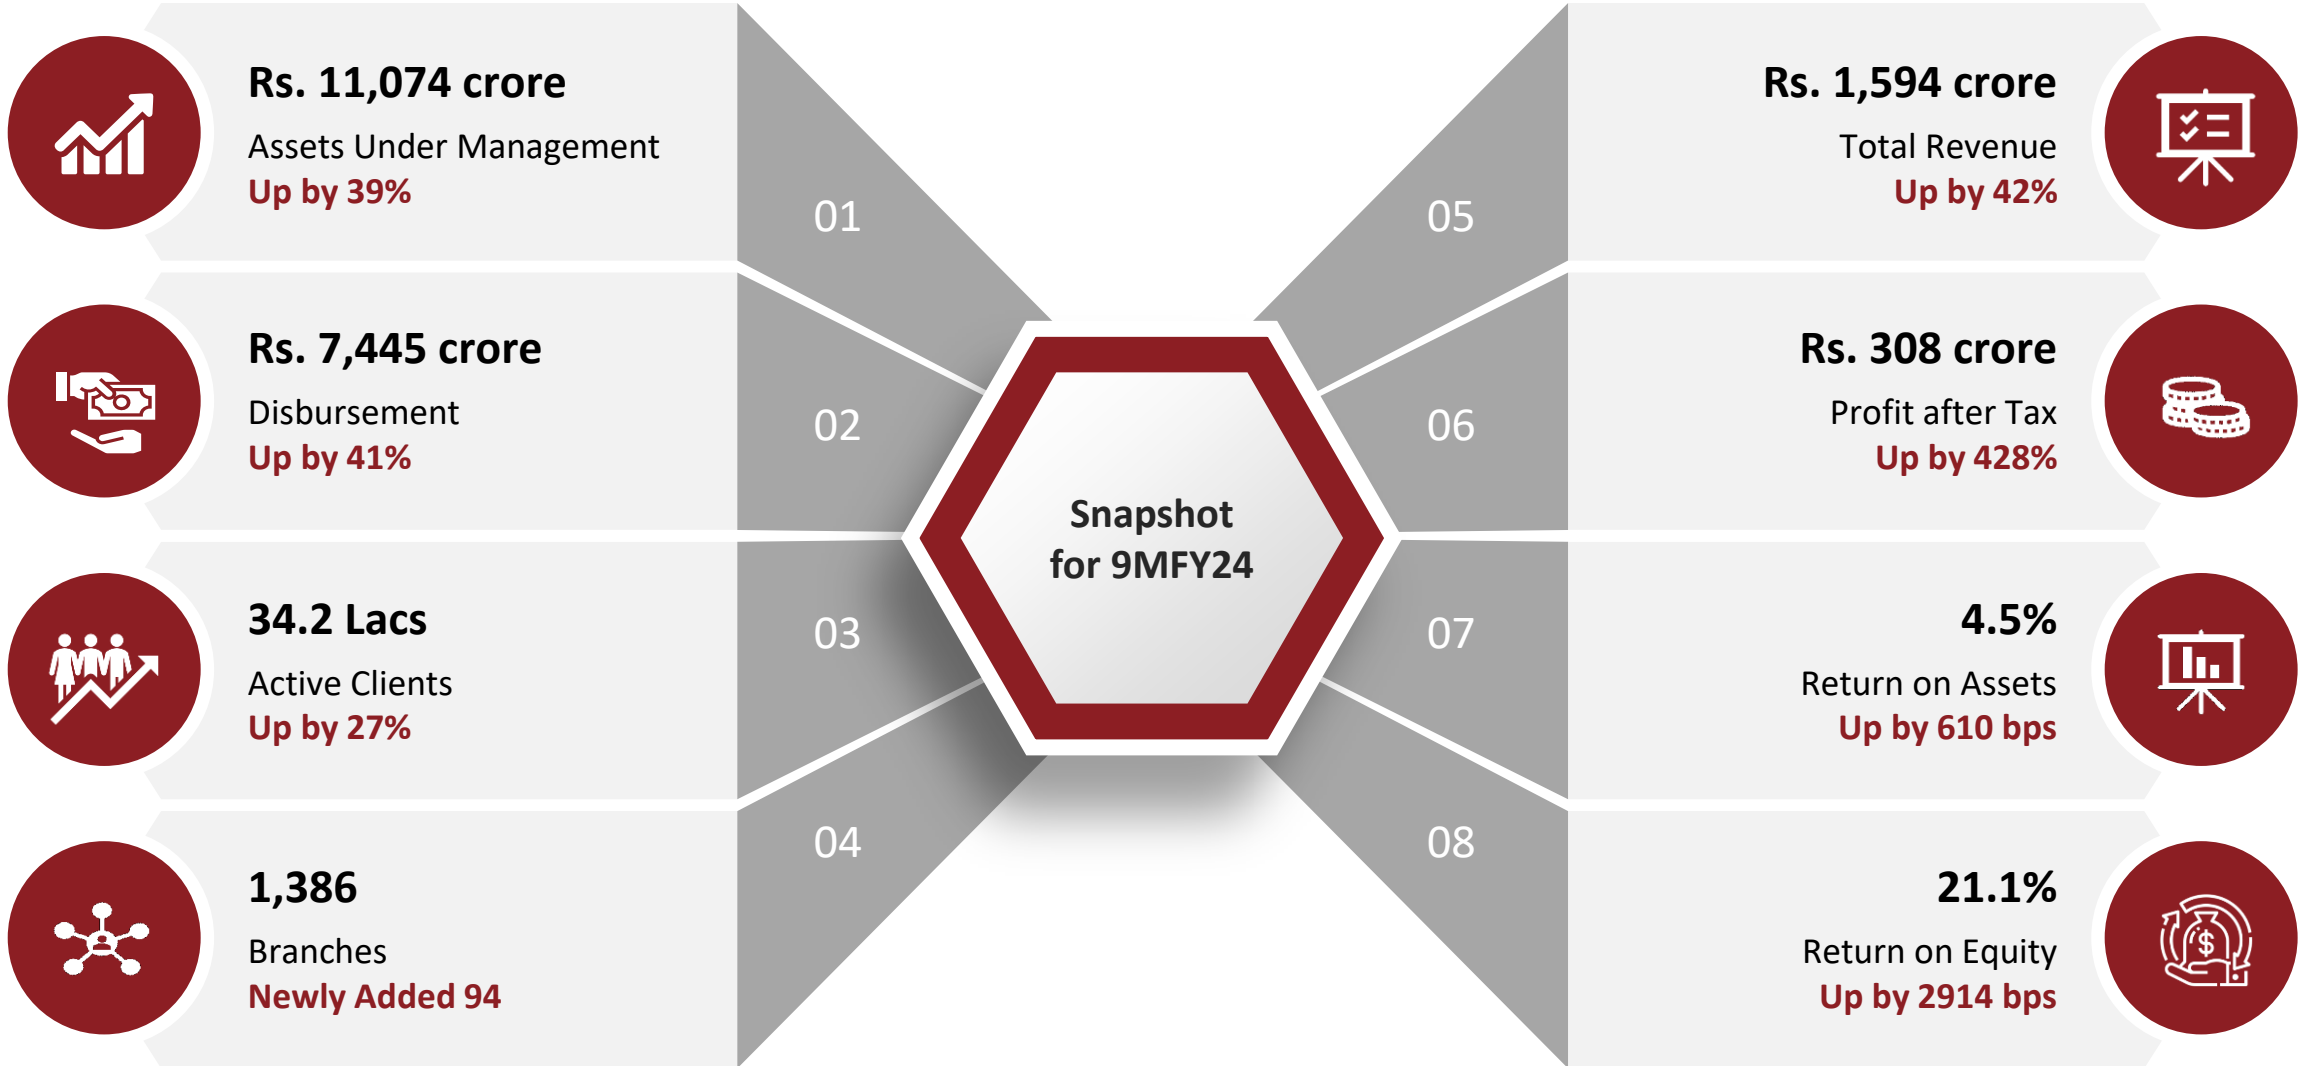 Rs. 11,074 crore
Assets Under Management
Up by 39%
01
Rs. 7,445 crore
Disbursement
Up by 41%
02
34.2 Lacs
Active Clients
Up by 27%
03
1,386
Branches
Newly Added 94
04
Snapshot
for 9MFY24
Rs. 1,594 crore
Total Revenue
Up by 42%
05
Rs. 308 crore
Profit after Tax
Up by 428%
06
4.5%
Return on Assets
Up by 610 bps
07
21.1%
Return on Equity
Up by 2914 bps
08
$